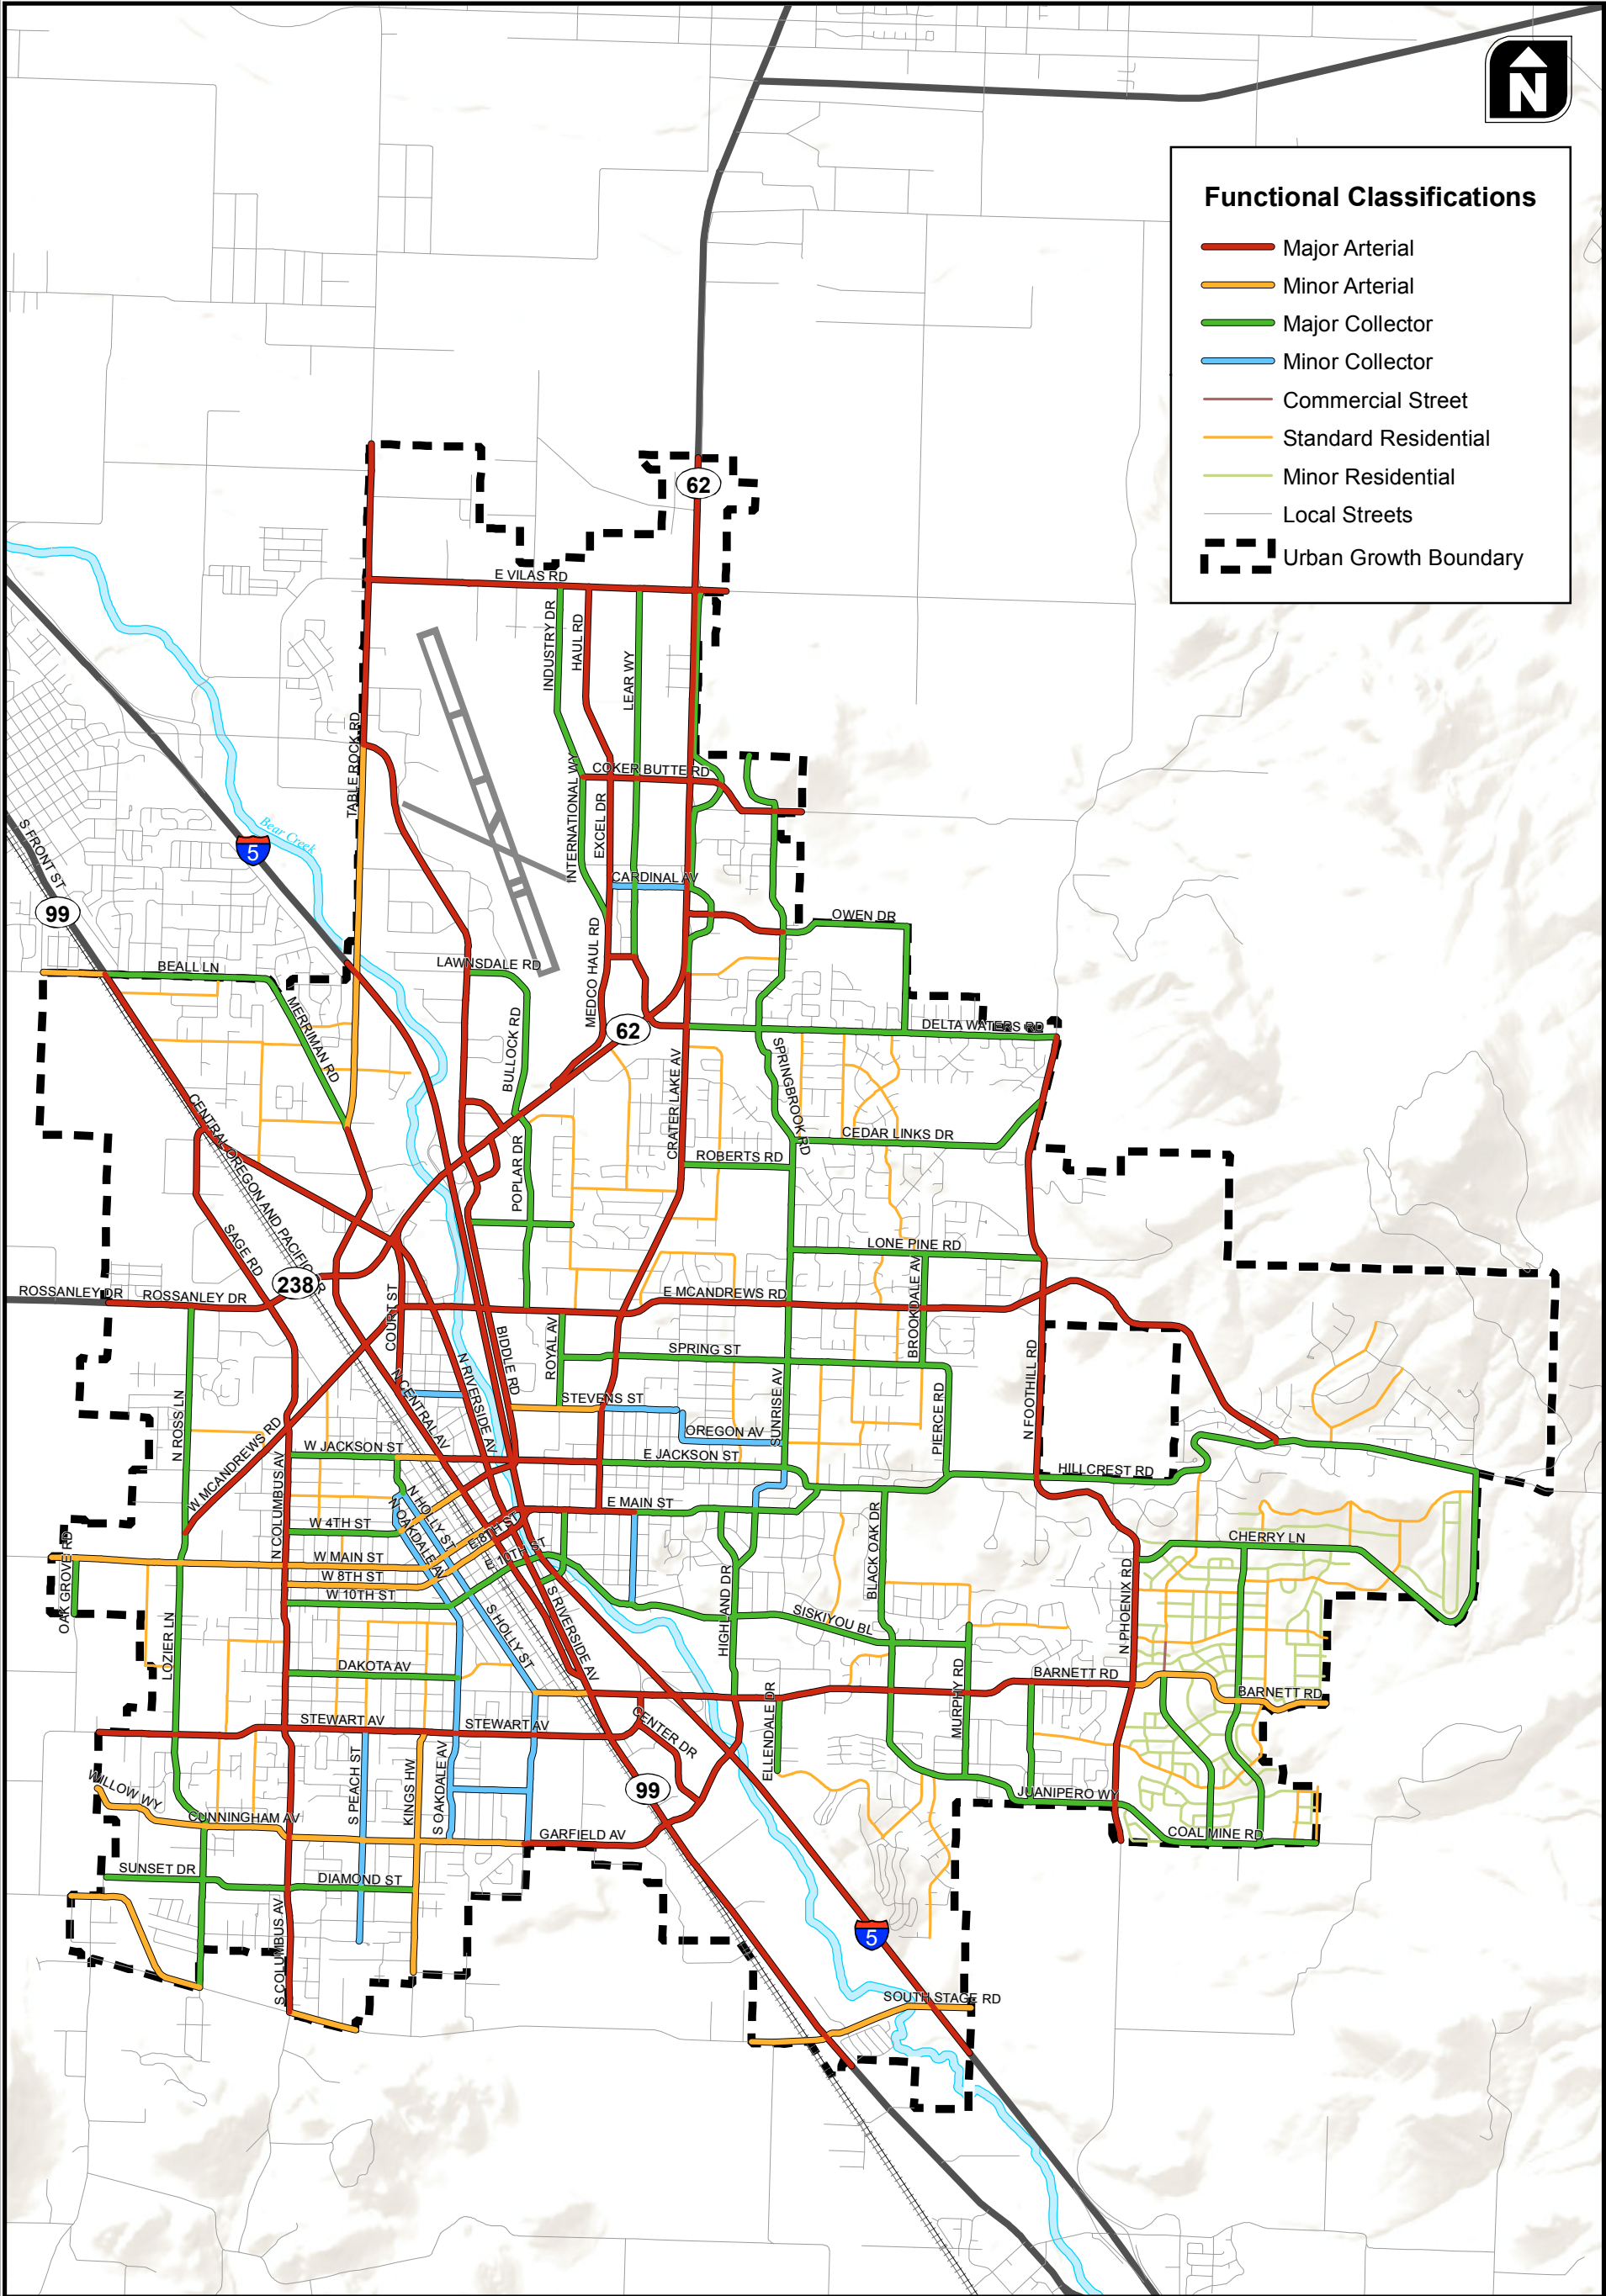 N
Functional Classifications
Major Arterial
Minor Arterial
Major Collector
Minor Collector
Commercial Street
Standard Residential
Minor Residential
Local Streets
Urban Growth Boundary
62
E VILAS RD
INDUSTRY DR
HAUL RD
LEAR WY
TABLE ROCK RD
COKER BUTTE RD
INTERNATIONAL WY
EXCEL DR
Bear Creek
5
S FRONT ST
99
CARDINAL AV
OWEN DR
BEALL LN
LAWNSDALE RD
MEDCO HAUL RD
MERRIMAN RD
62
DELTA WATERS RD
BULLOCK RD
SPRINGBROOK RD
CRATER LAKE AV
CENTRAL OREGON AND PACIFIC RR
CEDAR LINKS DR
ROBERTS RD
POPLAR DR
SAGE RD
LONE PINE RD
238
ROSSANLEY DR
ROSSANLEY DR
E MCANDREWS RD
BROOKDALE AV
COURT ST
BIDDLE RD
ROYAL AV
SPRING ST
N FOOTHILL RD
N RIVERSIDE AV
N CENTRAL AV
STEVENS ST
SUNRISE AV
PIERCE RD
N ROSS LN
W MCANDREWS RD
OREGON AV
W JACKSON ST
E JACKSON ST
N COLUMBUS AV
HILLCREST RD
N HOLLY ST
N OAKDALE AV
E MAIN ST
W 4TH ST
E 8TH ST
E 10TH ST
BLACK OAK DR
CHERRY LN
OAK GROVE RD
W MAIN ST
W 8TH ST
W 10TH ST
HIGHLAND DR
N PHOENIX RD
S HOLLY ST
S RIVERSIDE AV
SISKIYOU BL
LOZIER LN
DAKOTA AV
MURPHY RD
BARNETT RD
BARNETT RD
ELLENDALE DR
STEWART AV
STEWART AV
CENTER DR
S PEACH ST
KINGS HW
S OAKDALE AV
WILLOW WY
99
JUANIPERO WY
CUNNINGHAM AV
GARFIELD AV
COAL MINE RD
SUNSET DR
DIAMOND ST
S COLUMBUS AV
5
SOUTH STAGE RD